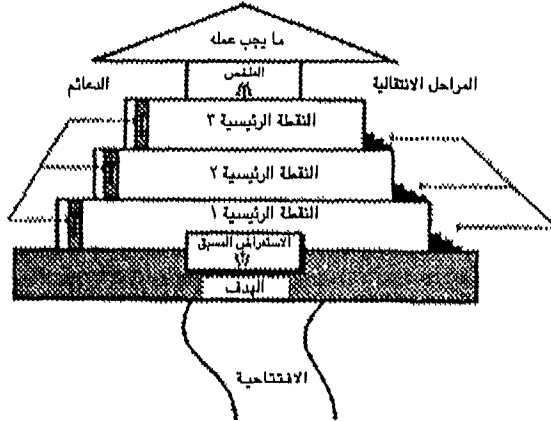 ما يجب عمله
الملخص
المراحل الانتقالية
الدعائم
النقطة الرئيسية ٣
النقطة الرئيسية ٢
النقطة الرئيسية ١
الاستعراض المسبق
الهدف
الافتتاحية